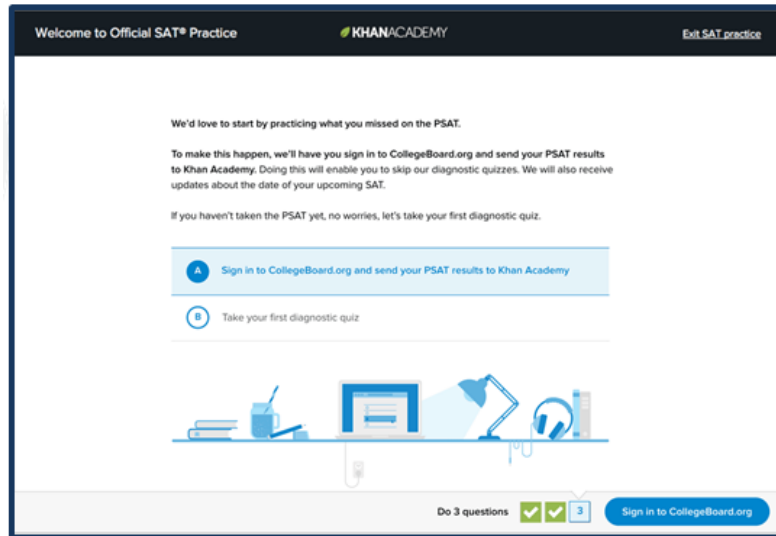 Welcome to Official SAT® Practice
KHANACADEMY
Exit SAT practice
We'd love to start by practicing what you missed on the PSAT.
To make this happen, we'll have you sign in to CollegeBoard.org and send your PSAT results
to Khan Academy. Doing this will enable you to skip our diagnostic quizzes. We will also receive
updates about the date of your upcoming SAT.
If you haven't taken the PSAT yet, no worries, let's take your first diagnostic quiz.
A Sign in to CollegeBoard.org and send your PSAT results to Khan Academy
B Take your first diagnostic quiz
Do 3 questions 3 Sign in to CollegeBoard.org